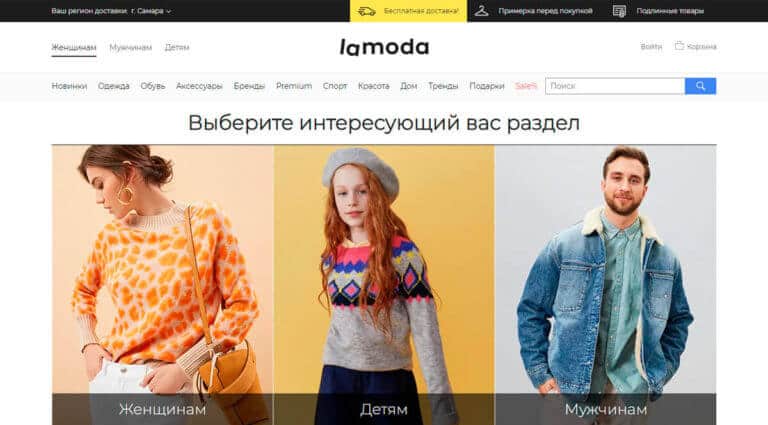 Ваш регион доставки: г. Самара
Бесплатная доставка!
Примерка перед покупкой
Подлинные товары
Женщинам Мужчинам Детям
lamoda
Войти Корзина
Новинки Одежда Обувь Аксессуары Бренды Premium Спорт Красота Дом Тренды Подарки Sale% Поиск
Выберите интересующий вас раздел
Женщинам Детям Мужчинам